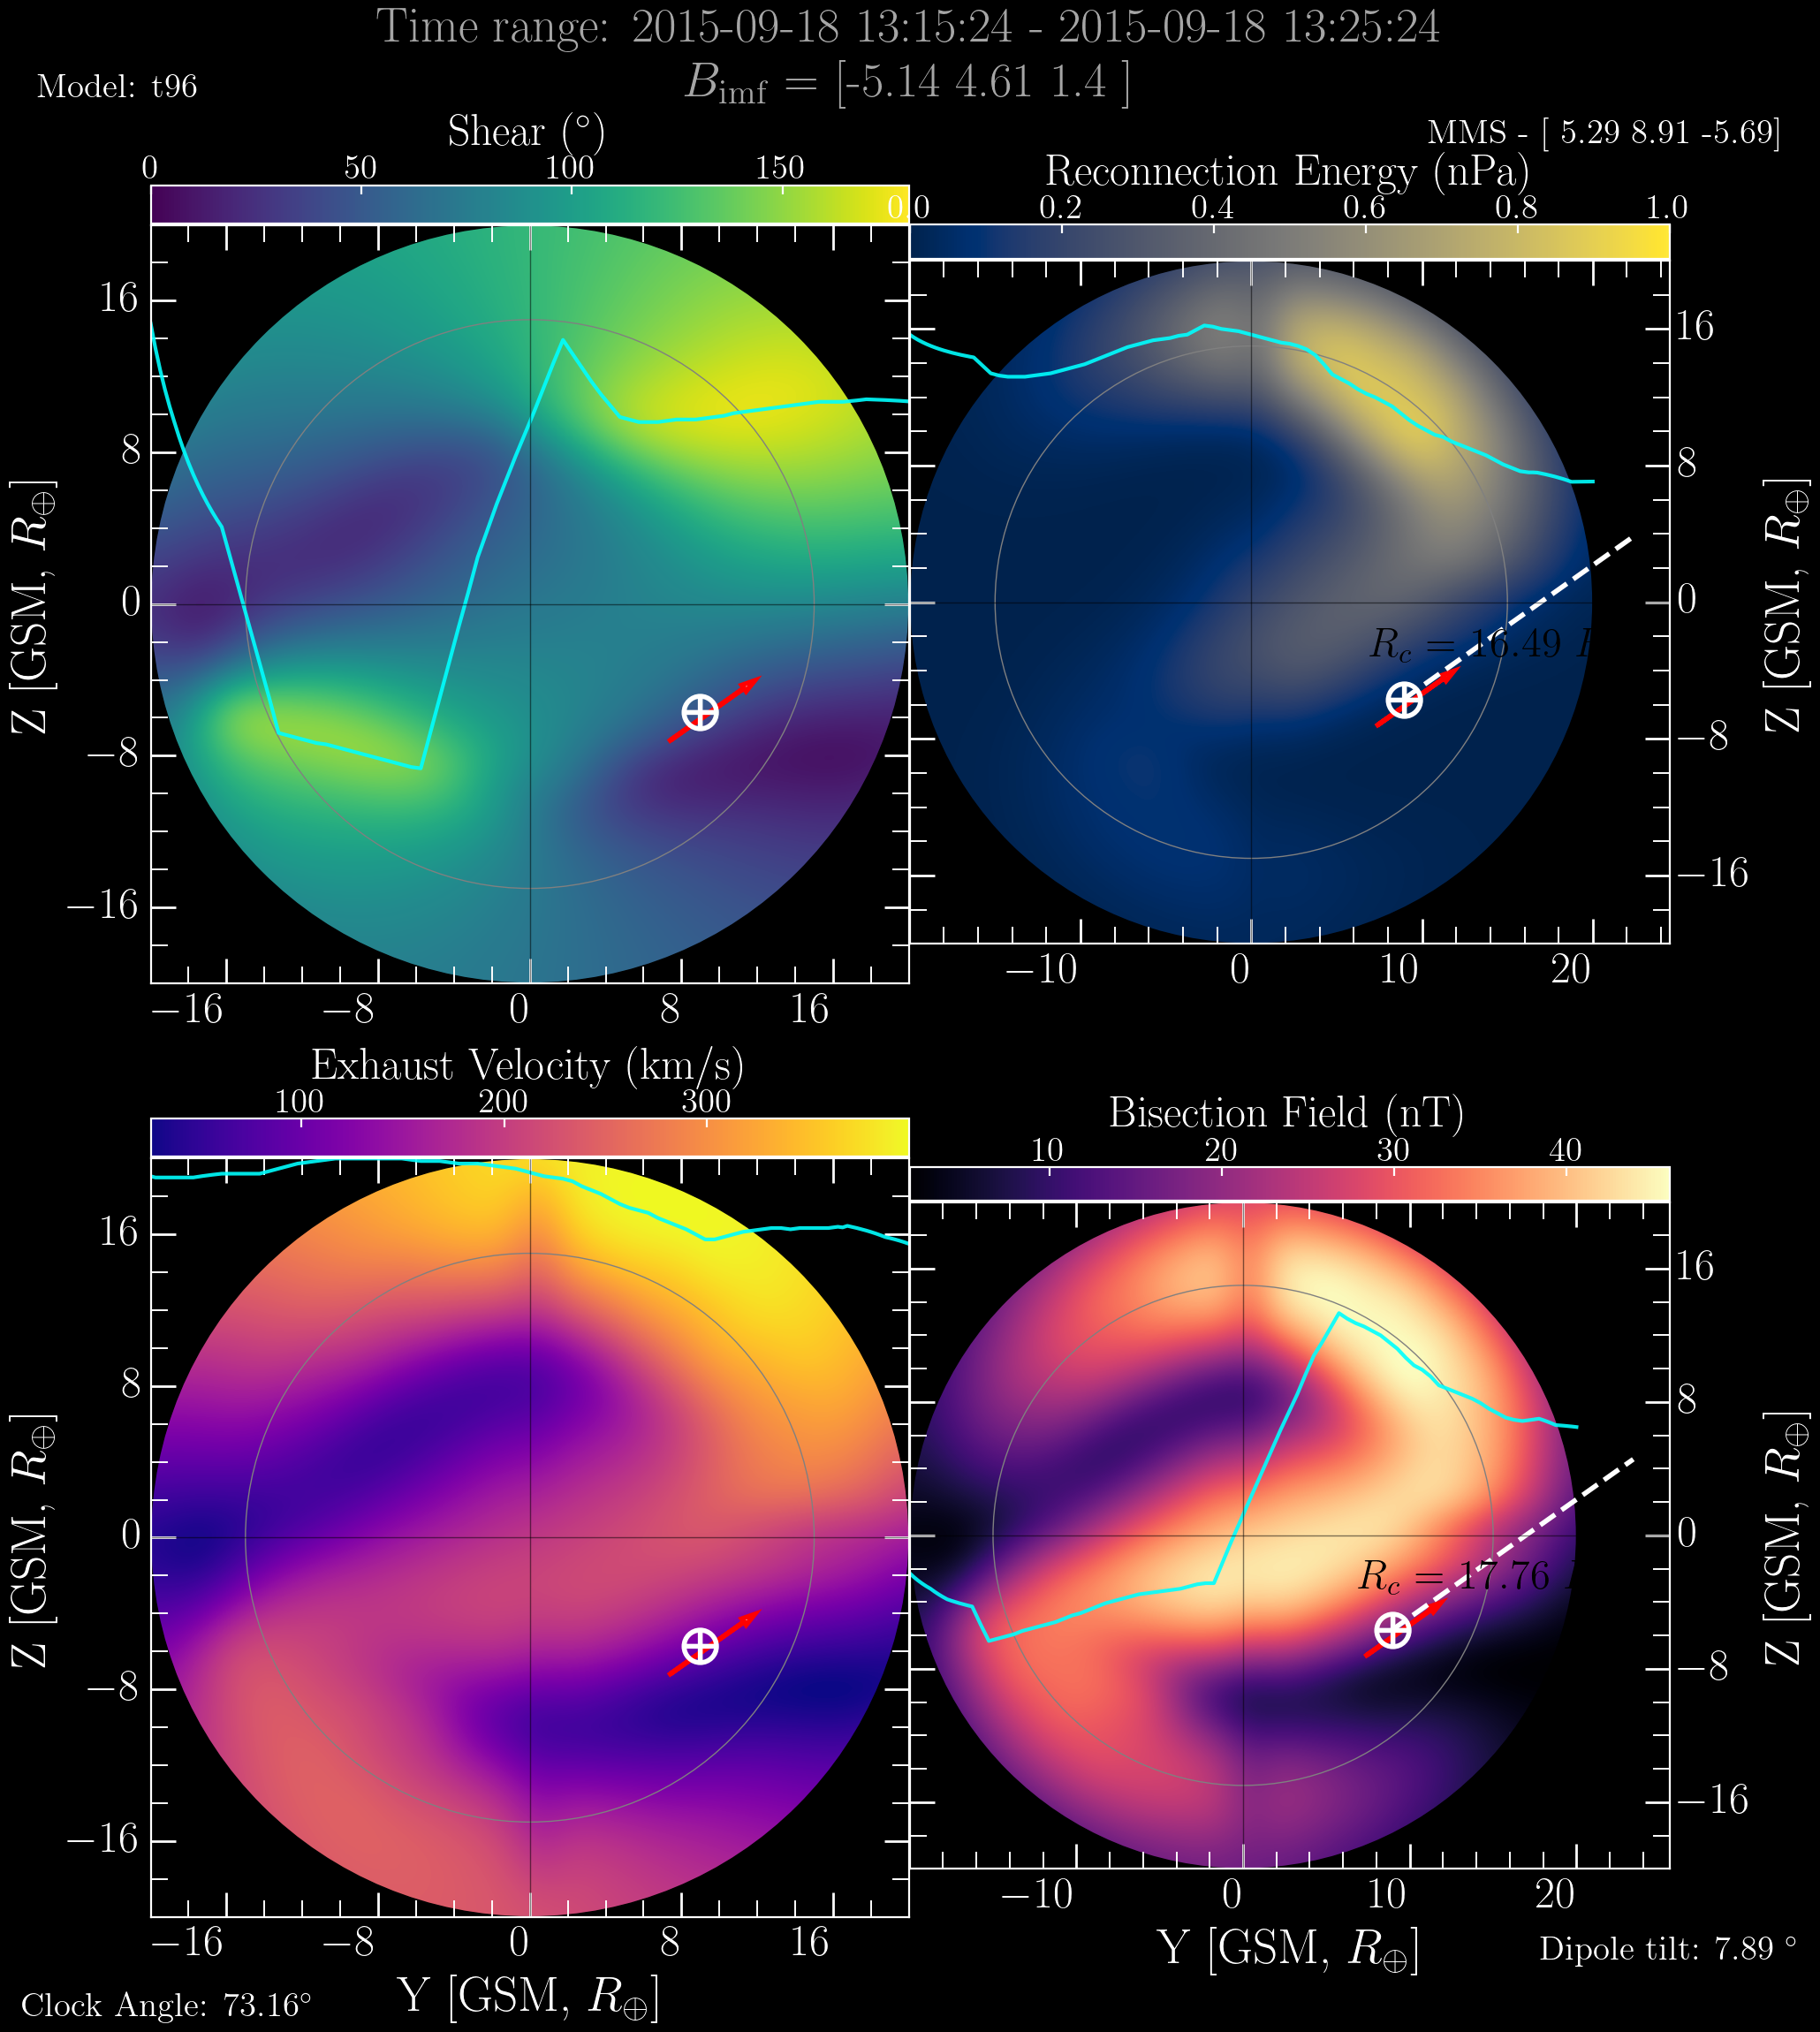 Time range: 2015-09-18 13:15:24 - 2015-09-18 13:25:24
Model: t96
B_imf = [-5.14 4.61 1.4 ]
MMS - [ 5.29 8.91 -5.69]
Shear (°)
0 50 100 150
Reconnection Energy (nPa)
0.0 0.2 0.4 0.6 0.8 1.0
Z [GSM, R⊕]
16
8
0
−8
−16
−16 −8 0 8 16
R_c = 16.49
16
8
0
−8
−16
Z [GSM, R⊕]
−10 0 10 20
Exhaust Velocity (km/s)
100 200 300
Bisection Field (nT)
10 20 30 40
Z [GSM, R⊕]
16
8
0
−8
−16
−16 −8 0 8 16
Y [GSM, R⊕]
R_c = 17.76
16
8
0
−8
−16
Z [GSM, R⊕]
−10 0 10 20
Y [GSM, R⊕]
Dipole tilt: 7.89 °
Clock Angle: 73.16°